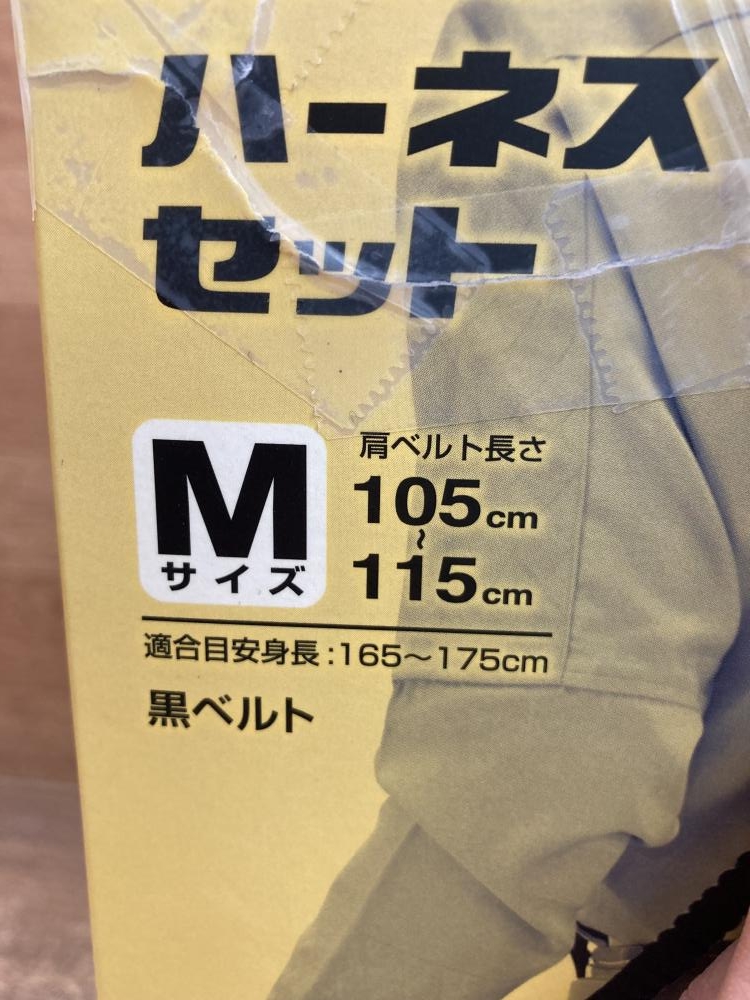 ハーネス
セット
M
サイズ
肩ベルト長さ
105cm
～
115cm
適合目安身長:165～175cm
黒ベルト